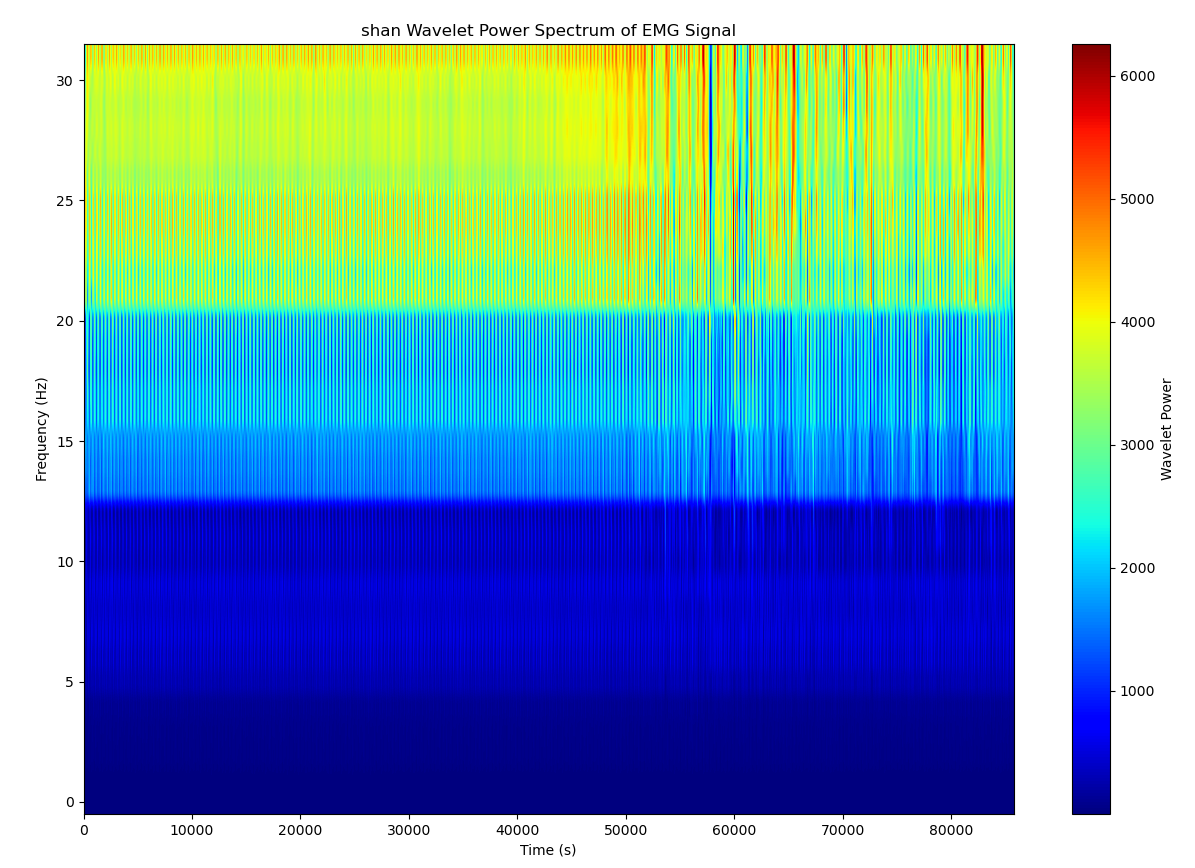 shan Wavelet Power Spectrum of EMG Signal
30
25
20
15
10
5
0
Frequency (Hz)
0 10000 20000 30000 40000 50000 60000 70000 80000
Time (s)
6000
5000
4000
3000
2000
1000
Wavelet Power